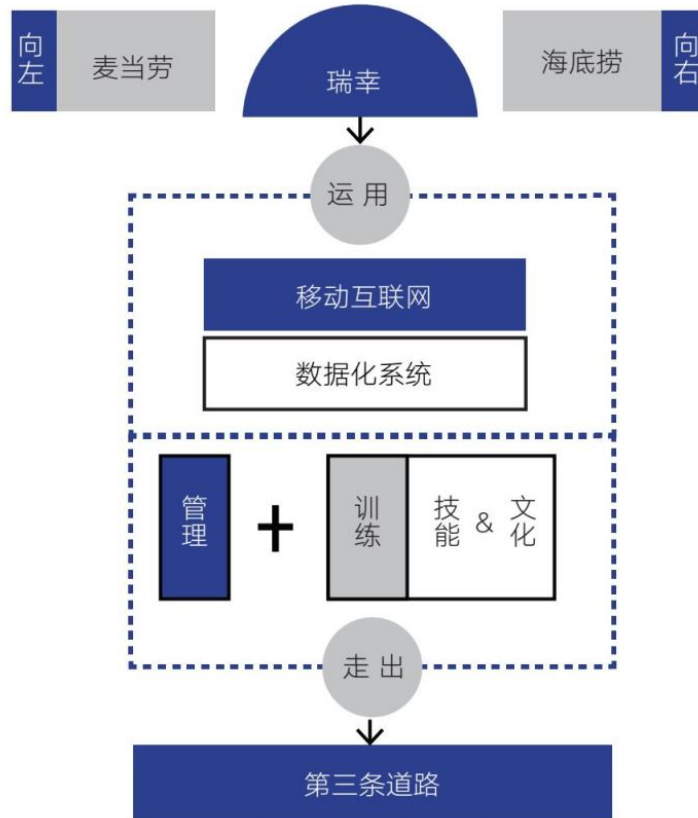 向左
麦当劳
瑞幸
海底捞
向右
运用
移动互联网
数据化系统
管理
+
训练
技能 & 文化
走出
第三条道路